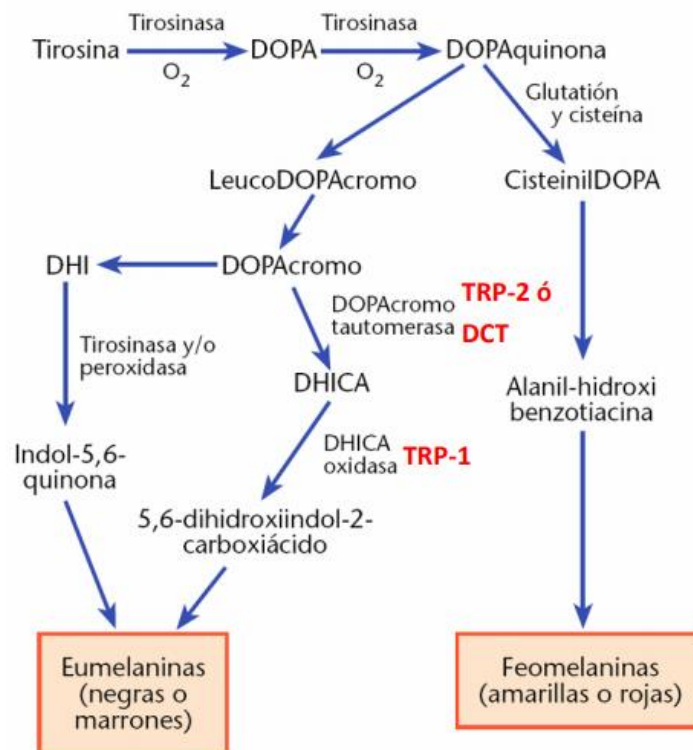 Tirosinasa
Tirosinasa
Tirosina
DOPA
DOPAquinona
O2
O2
Glutatión
y cisteína
LeucoDOPAcromo
CisteinilDOPA
DHI
DOPAcromo
DOPAcromo
tautomerasa
TRP-2 ó
DCT
Tirosinasa y/o
peroxidasa
DHICA
Alanil-hidroxi
benzotiacina
Indol-5,6-
quinona
DHICA
oxidasa
TRP-1
5,6-dihidroxiindol-2-
carboxiácido
Eumelaninas
(negras o
marrones)
Feomelaninas
(amarillas o rojas)